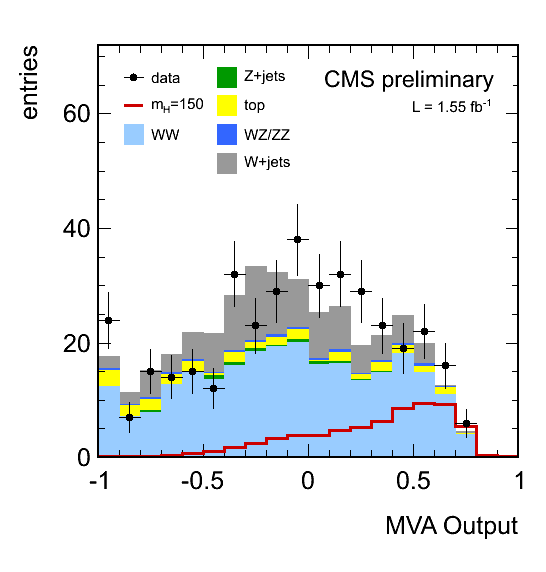 entries
CMS preliminary
L = 1.55 fb⁻¹
data
m_H=150
WW
Z+jets
top
WZ/ZZ
W+jets
60
40
20
0
-1
-0.5
0
0.5
1
MVA Output